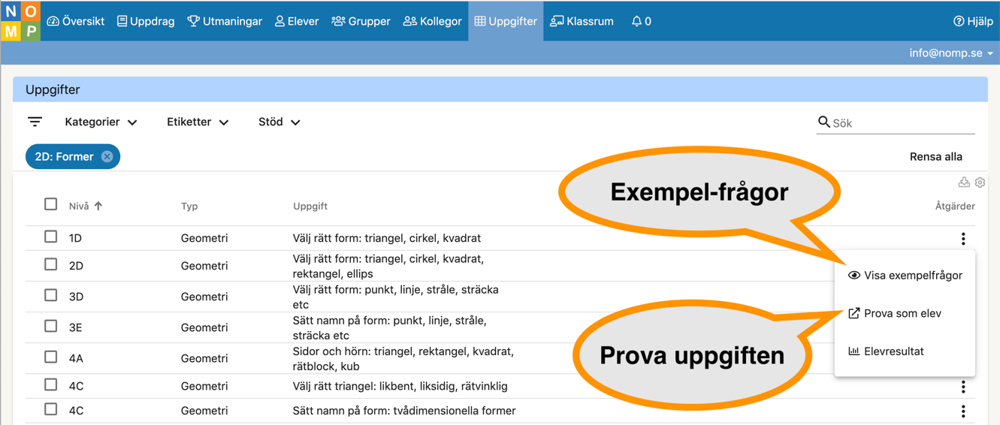 N O
M P
Översikt Uppdrag Utmaningar Elever Grupper Kollegor Uppgifter Klassrum 0 Hjälp
info@nomp.se
Uppgifter
Kategorier Etiketter Stöd Sök
2D: Former Rensa alla
Exempel-frågor
Nivå Typ Uppgift Åtgärder
1D Geometri Välj rätt form: triangel, cirkel, kvadrat
2D Geometri Välj rätt form: triangel, cirkel, kvadrat,
rektangel, ellips
Visa exempelfrågor
3D Geometri Välj rätt form: punkt, linje, stråle, sträcka
etc
Prova som elev
3E Geometri Sätt namn på form: punkt, linje, stråle,
sträcka etc
Prova uppgiften
Elevresultat
4A Geometri Sidor och hörn: triangel, rektangel, kvadrat,
rätblock, kub
4C Geometri Välj rätt triangel: likbent, liksidig, rätvinklig
4C Geometri Sätt namn på form: tvådimensionella former